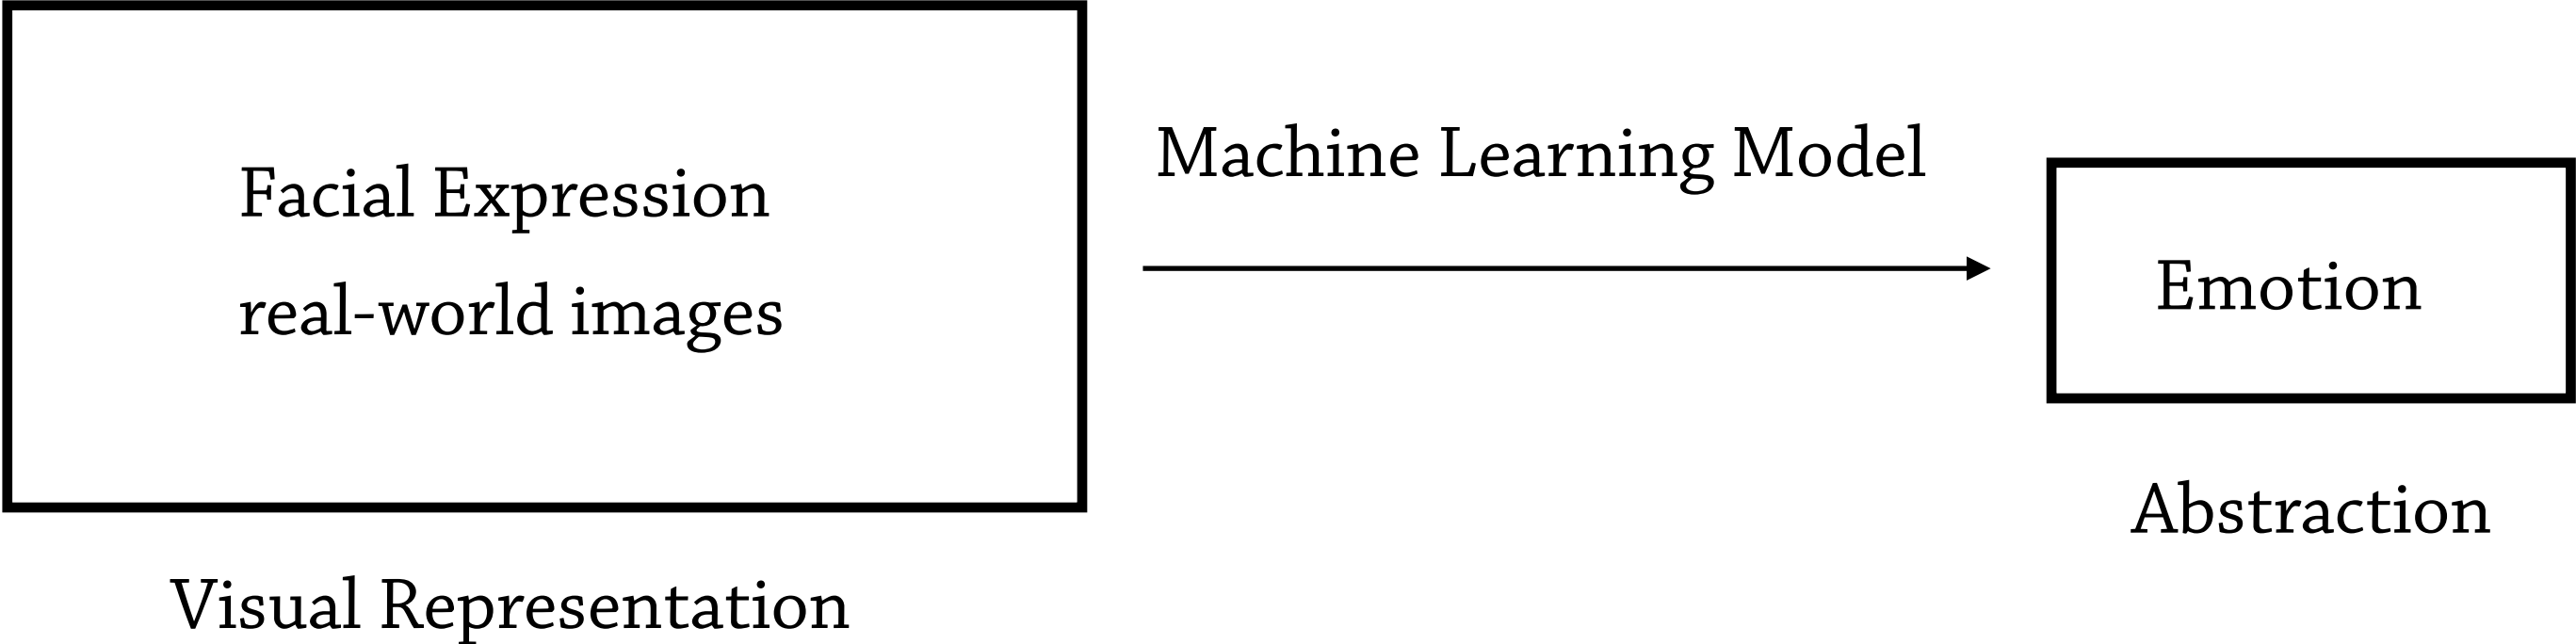 Facial Expression
real-world images
Visual Representation
Machine Learning Model
Emotion
Abstraction